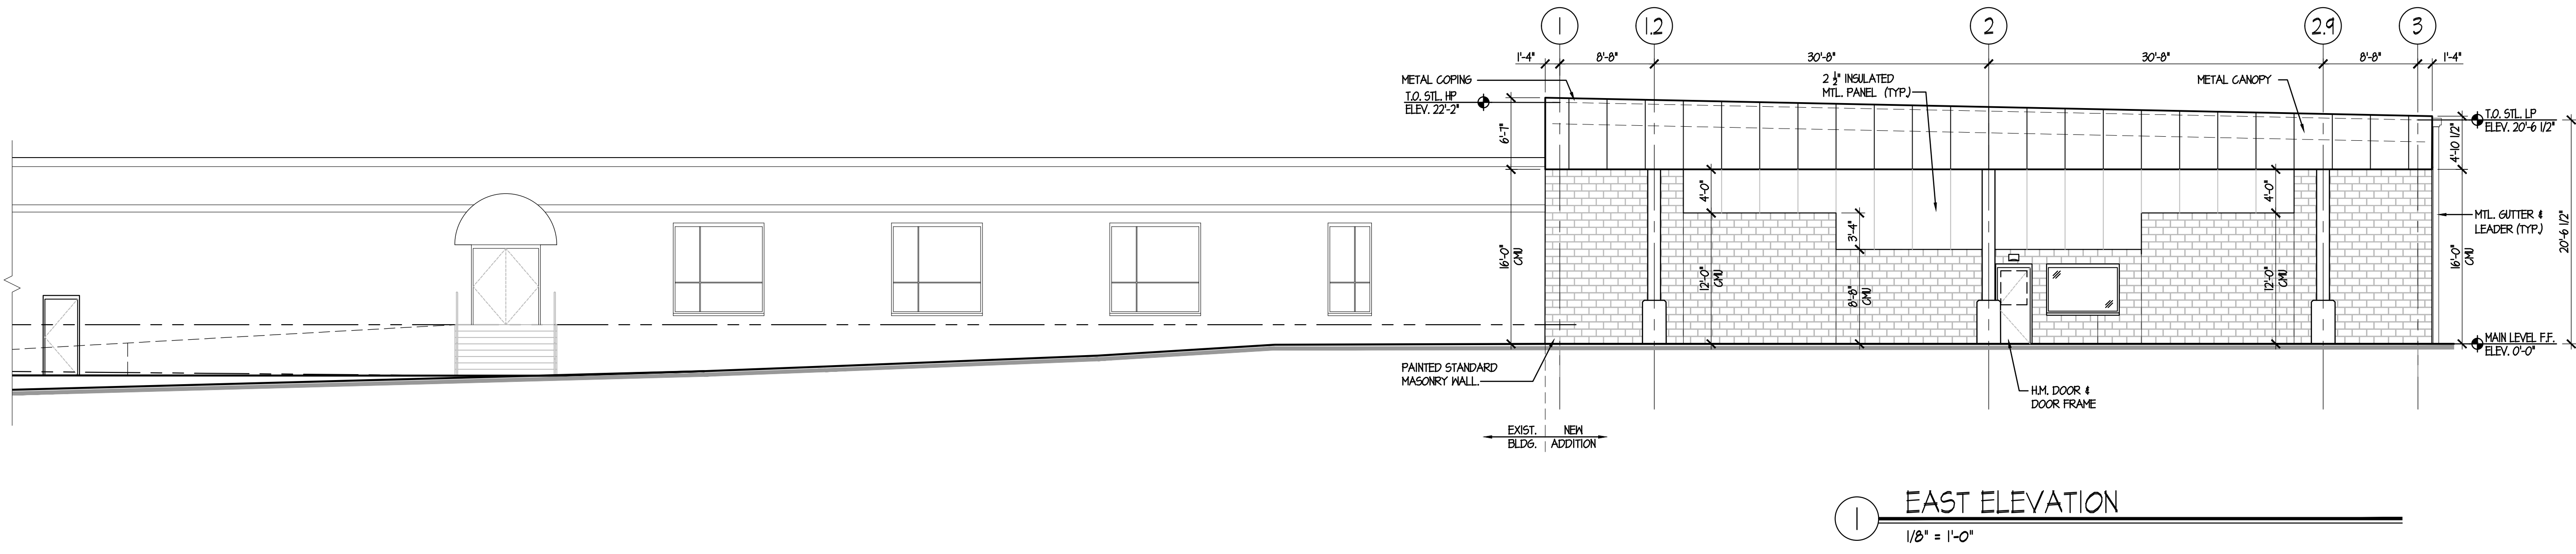 1
1.2
2
2.9
3
1'-4"
8'-8"
30'-8"
30'-8"
8'-8"
1'-4"
METAL COPING
T.O. STL. HP
ELEV. 22'-2"
2 1/2" INSULATED
MTL. PANEL (TYP.)
METAL CANOPY
T.O. STL. LP
ELEV. 20'-6 1/2"
6'-7"
4'-10 1/2"
16'-0"
CMU
4'-0"
12'-0"
CMU
3'-4"
8'-8"
CMU
4'-0"
12'-0"
CMU
16'-0"
CMU
20'-6 1/2"
MTL. GUTTER &
LEADER (TYP.)
MAIN LEVEL F.F.
ELEV. 0'-0"
PAINTED STANDARD
MASONRY WALL.
H.M. DOOR &
DOOR FRAME
EXIST.
BLDG.
NEW
ADDITION
1
EAST ELEVATION
1/8" = 1'-0"